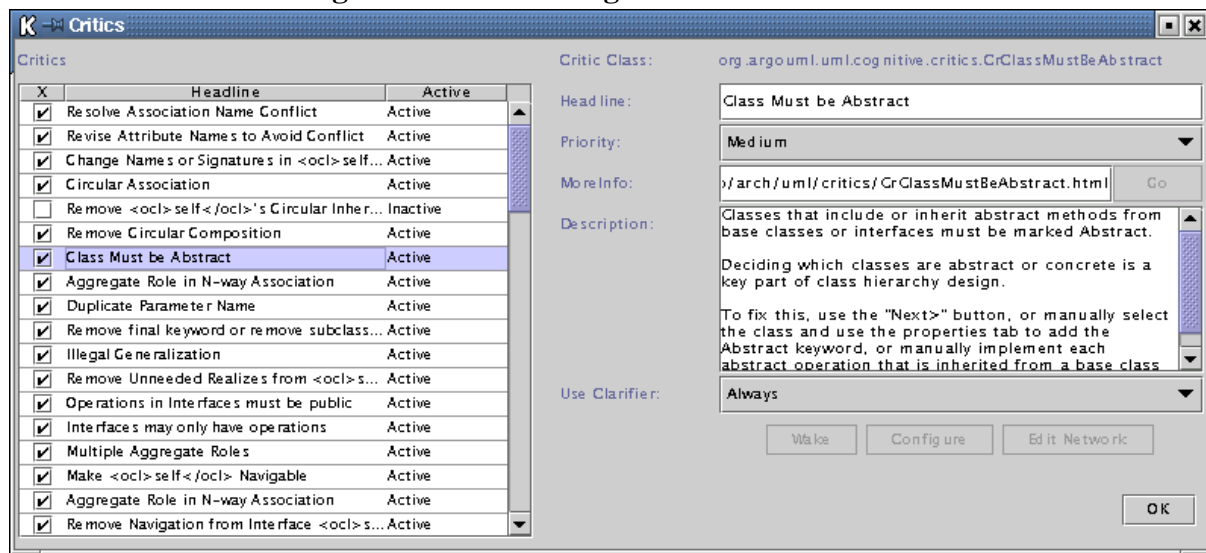 Critics
Critics
X Headline Active
Resolve Association Name Conflict Active
Revise Attribute Names to Avoid Conflict Active
Change Names or Signatures in <ocl>self... Active
Circular Association Active
Remove <ocl>self</ocl>'s Circular Inher... Inactive
Remove Circular Composition Active
Class Must be Abstract Active
Aggregate Role in N-way Association Active
Duplicate Parameter Name Active
Remove final keyword or remove subclass... Active
Illegal Generalization Active
Remove Unneeded Realizes from <ocl>s... Active
Operations in Interfaces must be public Active
Interfaces may only have operations Active
Multiple Aggregate Roles Active
Make <ocl>self</ocl> Navigable Active
Aggregate Role in N-way Association Active
Remove Navigation from Interface <ocl>s... Active
Critic Class: org.argouml.uml.cognitive.critics.CrClassMustBeAbstract
Headline: Class Must be Abstract
Priority: Medium
MoreInfo: /arch/uml/critics/CrClassMustBeAbstract.html Go
Description:
Classes that include or inherit abstract methods from
base classes or interfaces must be marked Abstract.
Deciding which classes are abstract or concrete is a
key part of class hierarchy design.
To fix this, use the "Next>" button, or manually select
the class and use the properties tab to add the
Abstract keyword, or manually implement each
abstract operation that is inherited from a base class
Use Clarifier: Always
Wake Configure Edit Network
OK